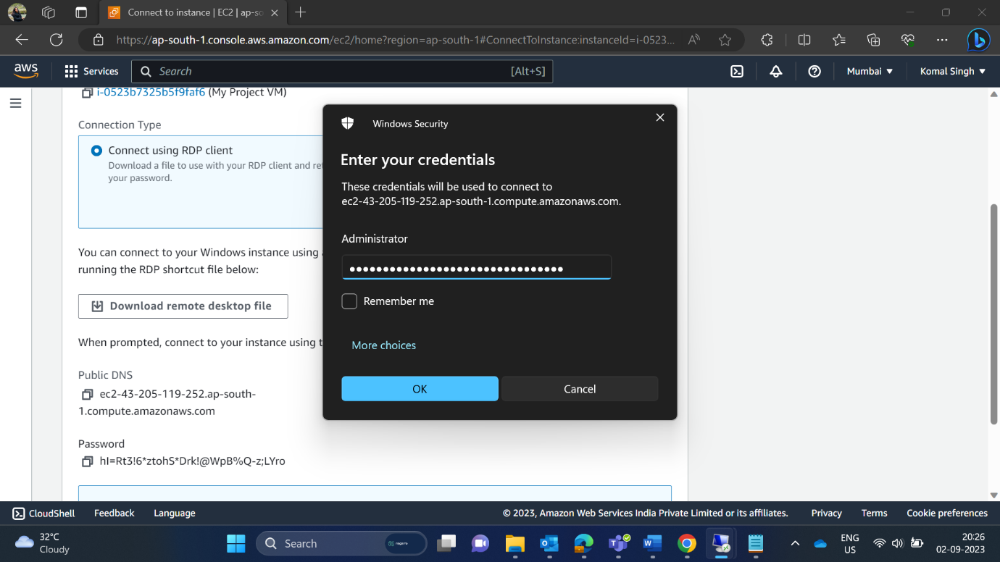 Connect to instance | EC2 | ap-so
https://ap-south-1.console.aws.amazon.com/ec2/home?region=ap-south-1#ConnectToInstance:instanceId=i-0523...
aws
Services
Search
[Alt+S]
Mumbai
Komal Singh
i-0523b7325b5f9faf6 (My Project VM)
Connection Type
Connect using RDP client
Download a file to use with your RDP client and re
your password.
You can connect to your Windows instance using
running the RDP shortcut file below:
Download remote desktop file
When prompted, connect to your instance using t
Public DNS
ec2-43-205-119-252.ap-south-
1.compute.amazonaws.com
Password
hI=Rt3!6*ztohS*Drk!@WpB%Q-z;LYro
Windows Security
Enter your credentials
These credentials will be used to connect to
ec2-43-205-119-252.ap-south-1.compute.amazonaws.com.
Administrator
Remember me
More choices
OK
Cancel
CloudShell
Feedback
Language
© 2023, Amazon Web Services India Private Limited or its affiliates.
Privacy
Terms
Cookie preferences
32°C
Cloudy
Search
ENG
US
20:26
02-09-2023